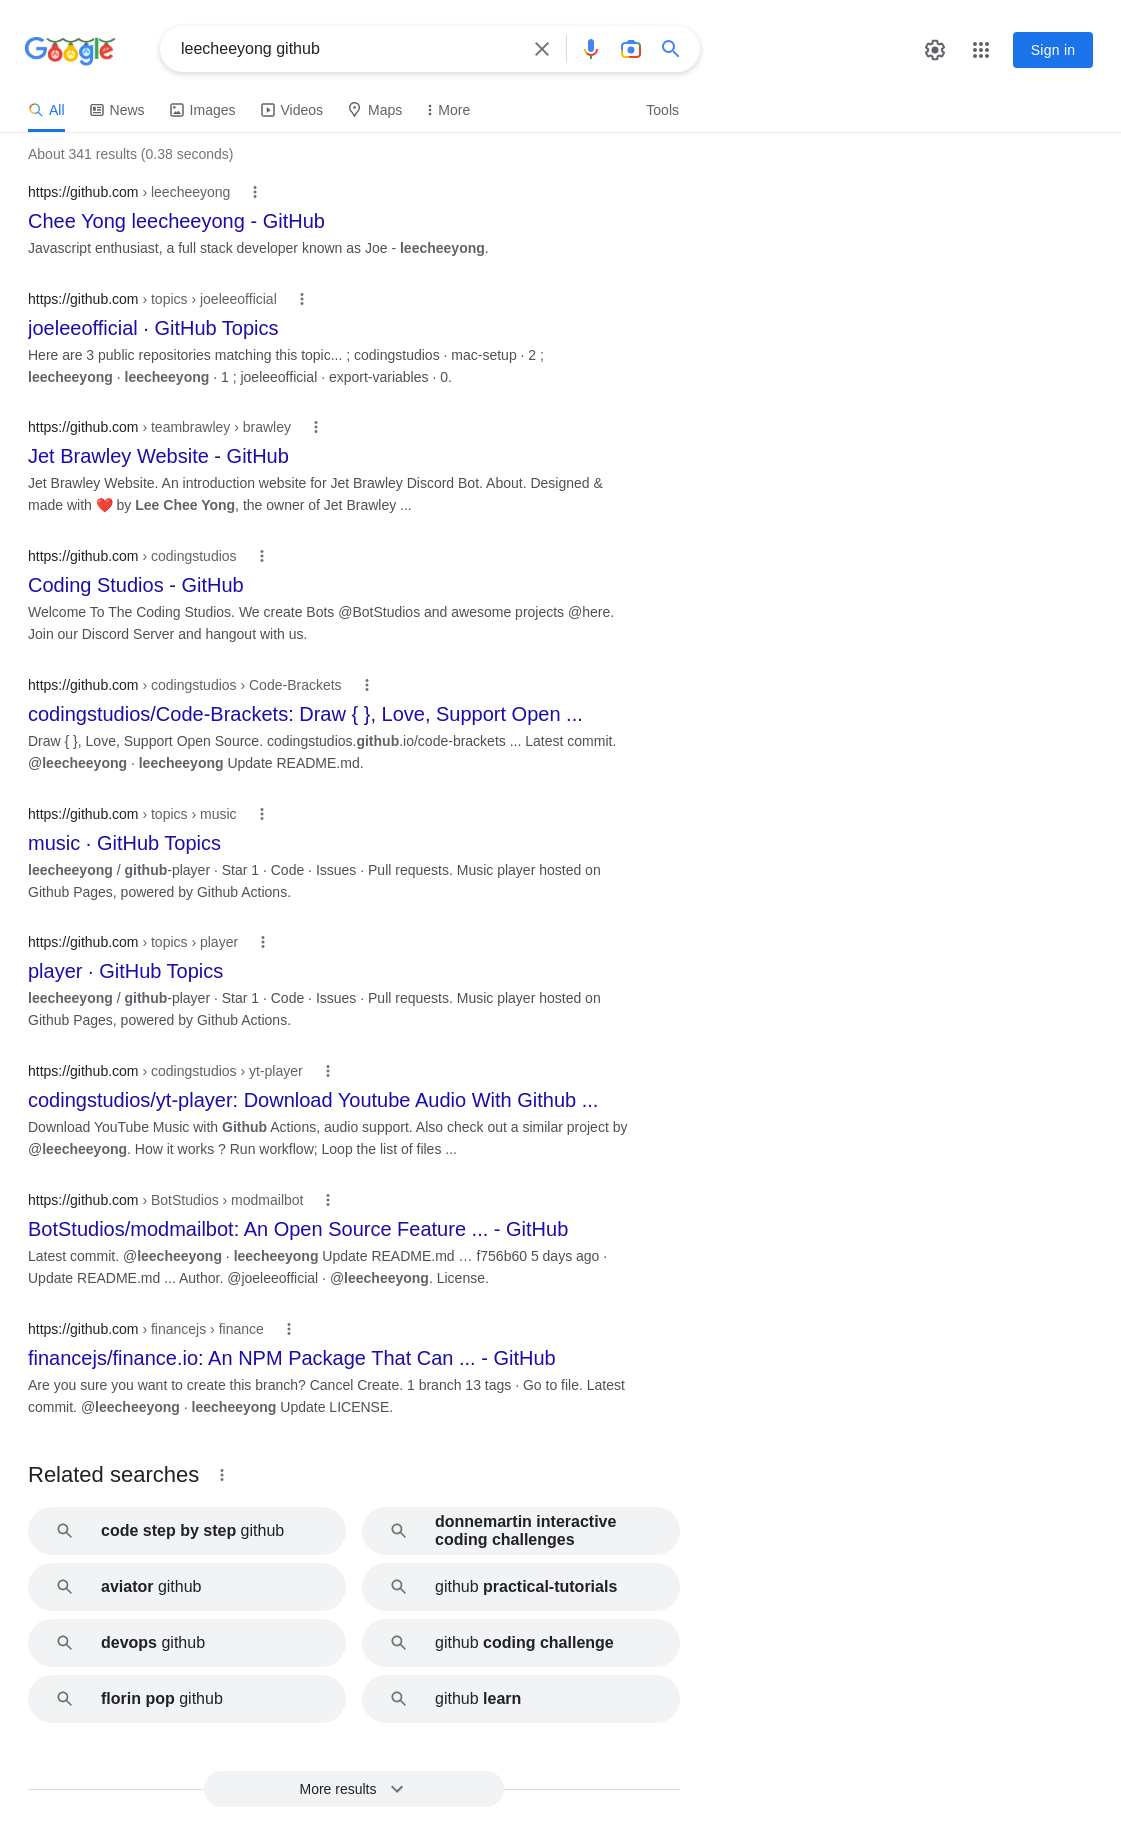 Google
leecheeyong github
Sign in
All News Images Videos Maps More Tools
About 341 results (0.38 seconds)
https://github.com › leecheeyong
Chee Yong leecheeyong - GitHub
Javascript enthusiast, a full stack developer known as Joe - leecheeyong.
https://github.com › topics › joeleeofficial
joeleeofficial · GitHub Topics
Here are 3 public repositories matching this topic... ; codingstudios · mac-setup · 2 ;
leecheeyong · leecheeyong · 1 ; joeleeofficial · export-variables · 0.
https://github.com › teambrawley › brawley
Jet Brawley Website - GitHub
Jet Brawley Website. An introduction website for Jet Brawley Discord Bot. About. Designed &
made with ❤️ by Lee Chee Yong, the owner of Jet Brawley ...
https://github.com › codingstudios
Coding Studios - GitHub
Welcome To The Coding Studios. We create Bots @BotStudios and awesome projects @here.
Join our Discord Server and hangout with us.
https://github.com › codingstudios › Code-Brackets
codingstudios/Code-Brackets: Draw { }, Love, Support Open ...
Draw { }, Love, Support Open Source. codingstudios.github.io/code-brackets ... Latest commit.
@leecheeyong · leecheeyong Update README.md.
https://github.com › topics › music
music · GitHub Topics
leecheeyong / github-player · Star 1 · Code · Issues · Pull requests. Music player hosted on
Github Pages, powered by Github Actions.
https://github.com › topics › player
player · GitHub Topics
leecheeyong / github-player · Star 1 · Code · Issues · Pull requests. Music player hosted on
Github Pages, powered by Github Actions.
https://github.com › codingstudios › yt-player
codingstudios/yt-player: Download Youtube Audio With Github ...
Download YouTube Music with Github Actions, audio support. Also check out a similar project by
@leecheeyong. How it works ? Run workflow; Loop the list of files ...
https://github.com › BotStudios › modmailbot
BotStudios/modmailbot: An Open Source Feature ... - GitHub
Latest commit. @leecheeyong · leecheeyong Update README.md … f756b60 5 days ago ·
Update README.md ... Author. @joeleeofficial · @leecheeyong. License.
https://github.com › financejs › finance
financejs/finance.io: An NPM Package That Can ... - GitHub
Are you sure you want to create this branch? Cancel Create. 1 branch 13 tags · Go to file. Latest
commit. @leecheeyong · leecheeyong Update LICENSE.
Related searches
code step by step github
donnemartin interactive
coding challenges
aviator github
github practical-tutorials
devops github
github coding challenge
florin pop github
github learn
More results